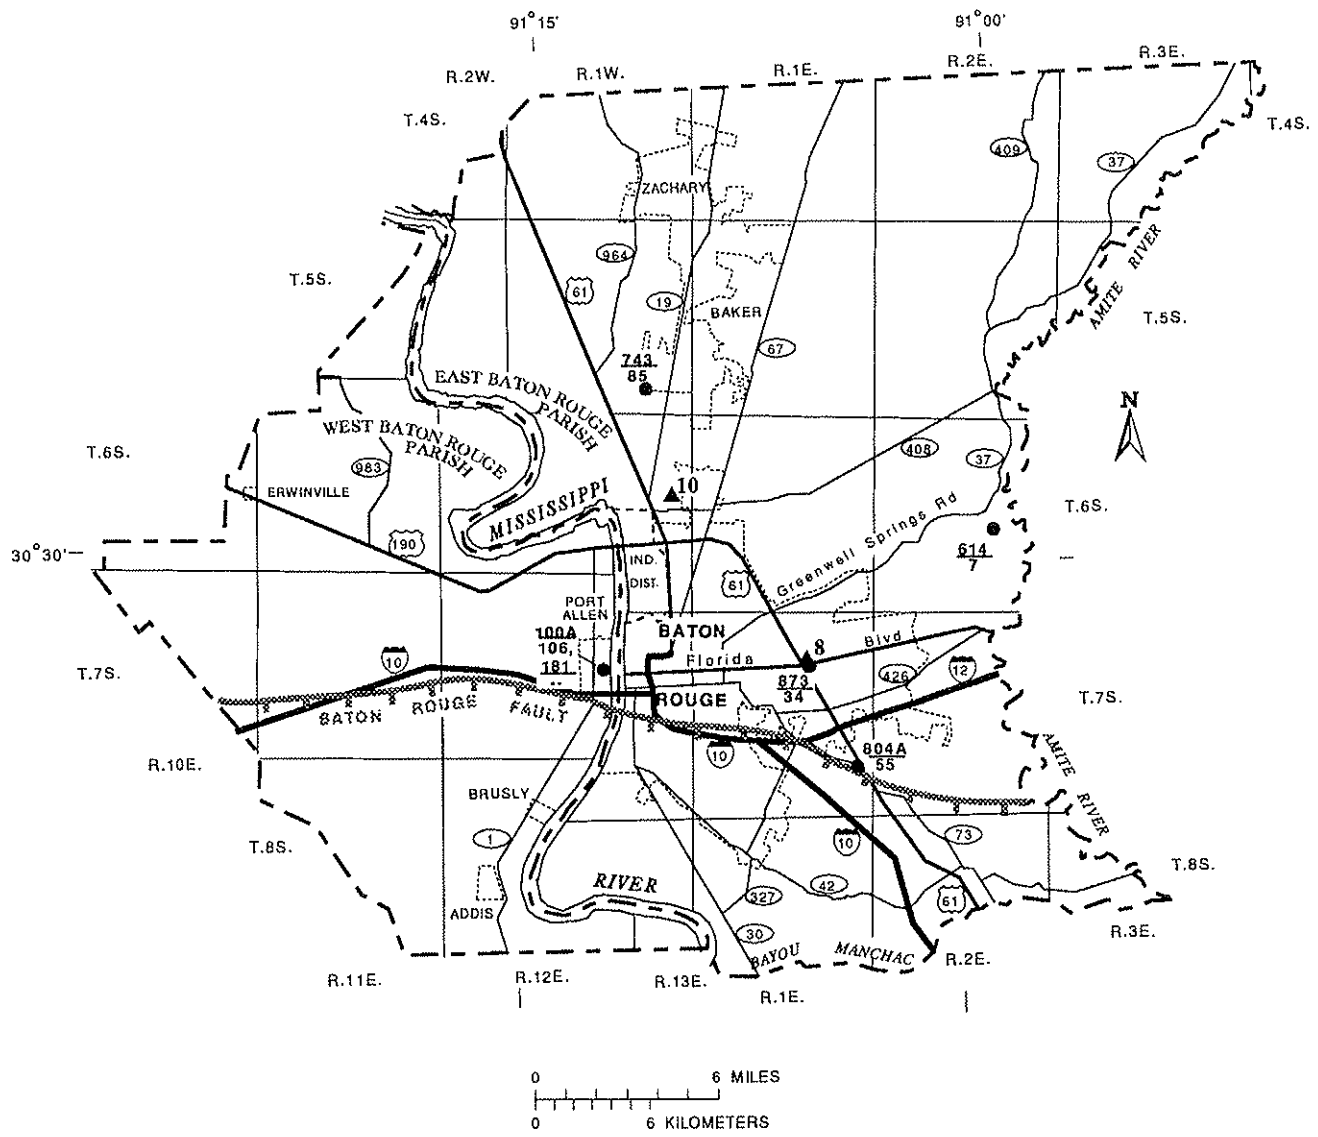 91°15'
91°00'
R.2W.
R.1W.
R.1E.
R.2E.
R.3E.
T.4S.
T.4S.
409
37
ZACHARY
964
61
19
BAKER
67
T.5S.
T.5S.
AMITE RIVER
743
85
EAST BATON ROUGE
PARISH
WEST BATON ROUGE
PARISH
N
408
37
T.6S.
983
ERWINVILLE
10
MISSISSIPPI
T.6S.
190
30°30'
IND.
DIST.
61
Greenwell Springs Rd
614
7
PORT
ALLEN
100A
106,
181
--
BATON
ROUGE
Florida Blvd
8
10
873
34
426
12
T.7S.
T.7S.
BATON ROUGE FAULT
10
804A
55
AMITE RIVER
R.10E.
BRUSLY
T.8S.
1
10
73
T.8S.
RIVER
327
42
61
ADDIS
30
BAYOU MANCHAC
R.3E.
R.11E.
R.12E.
R.13E.
R.1E.
R.2E.
0 6 MILES
0 6 KILOMETERS